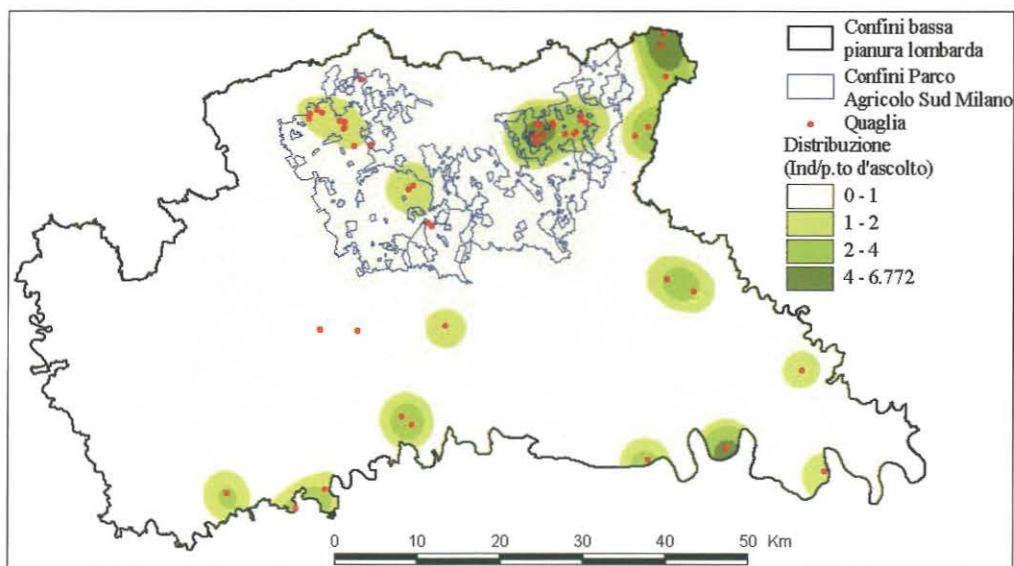 Confini bassa
pianura lombarda
Confini Parco
Agricolo Sud Milano
Quaglia
Distribuzione
(Ind/p.to d'ascolto)
0 - 1
1 - 2
2 - 4
4 - 6.772
0 10 20 30 40 50 Km